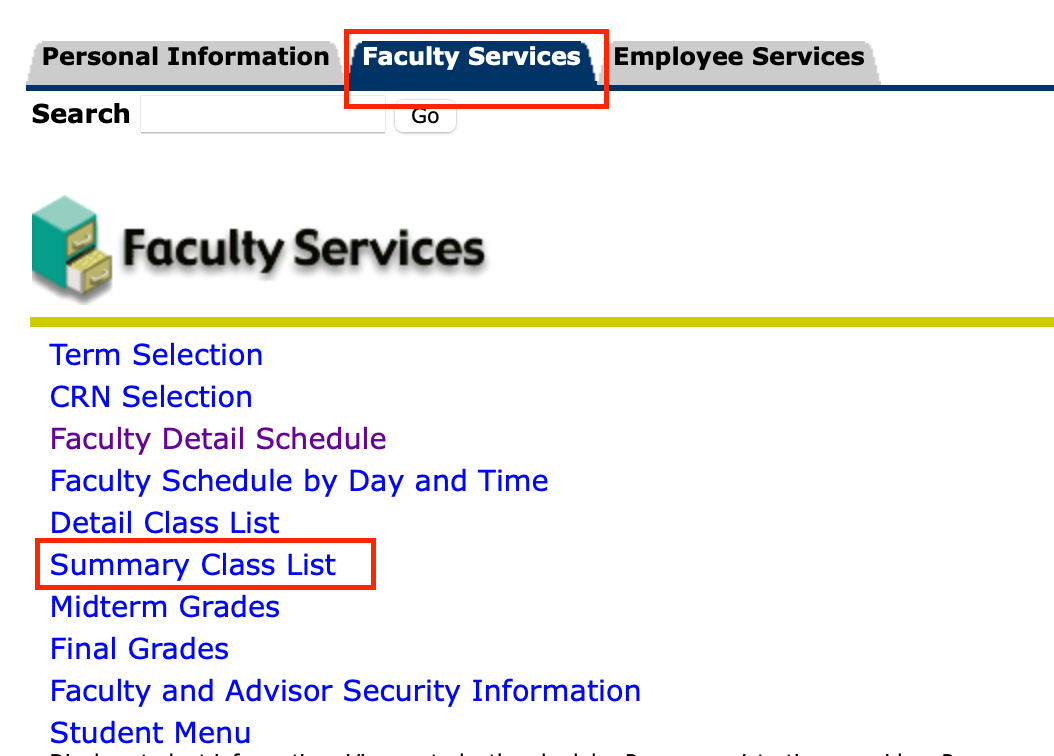 Personal Information Faculty Services Employee Services
Search Go
Faculty Services
Term Selection
CRN Selection
Faculty Detail Schedule
Faculty Schedule by Day and Time
Detail Class List
Summary Class List
Midterm Grades
Final Grades
Faculty and Advisor Security Information
Student Menu